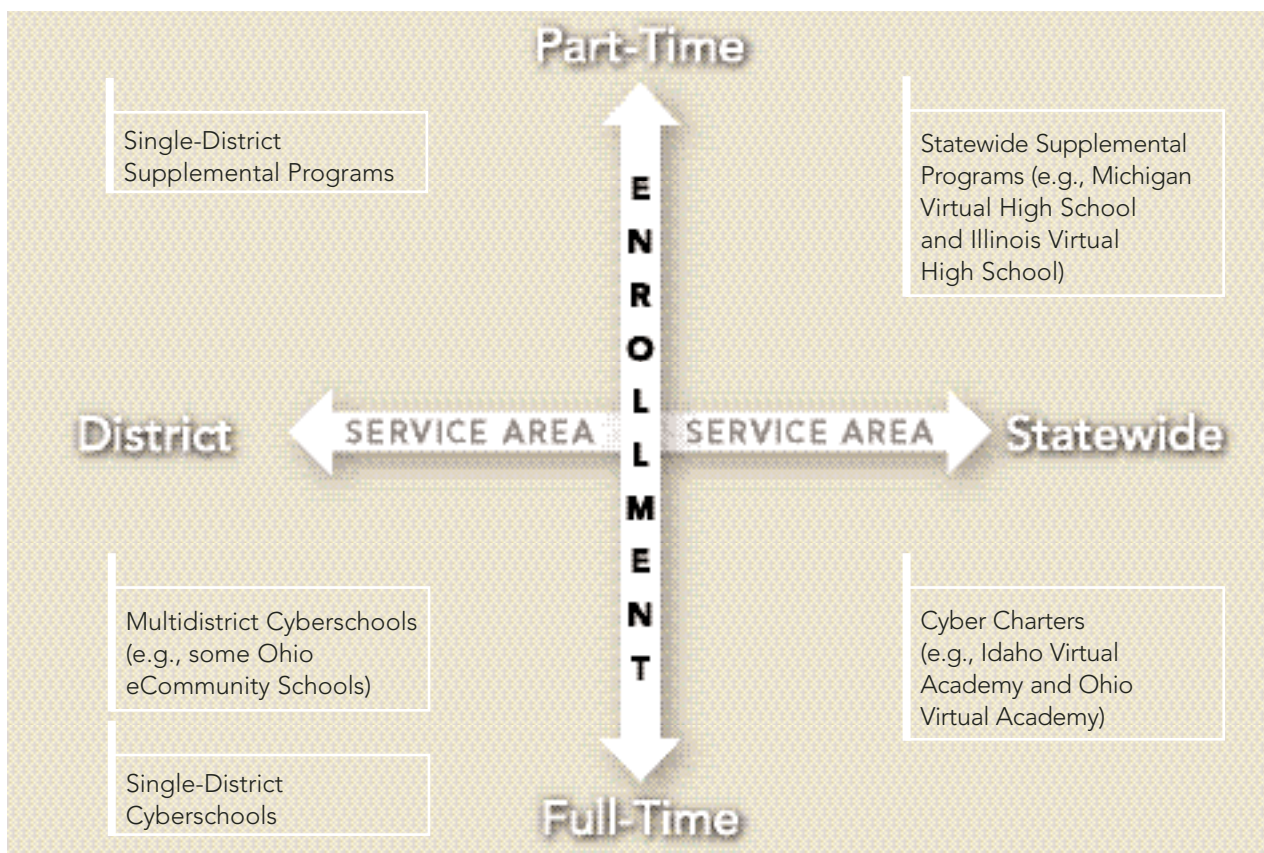 Part-Time
Single-District
Supplemental Programs
Statewide Supplemental
Programs (e.g., Michigan
Virtual High School
and Illinois Virtual
High School)
ENROLLMENT
District
SERVICE AREA
SERVICE AREA
Statewide
Multidistrict Cyberschools
(e.g., some Ohio
eCommunity Schools)
Cyber Charters
(e.g., Idaho Virtual
Academy and Ohio
Virtual Academy)
Single-District
Cyberschools
Full-Time